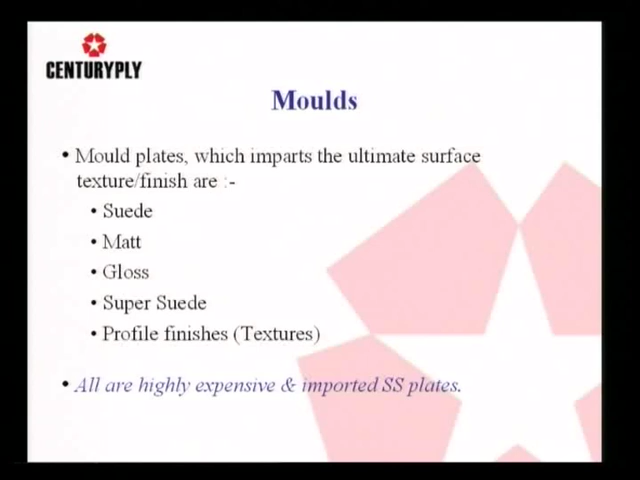 CENTURYPLY
Moulds
• Mould plates, which imparts the ultimate surface
texture/finish are :-
• Suede
• Matt
• Gloss
• Super Suede
• Profile finishes (Textures)
• All are highly expensive & imported SS plates.